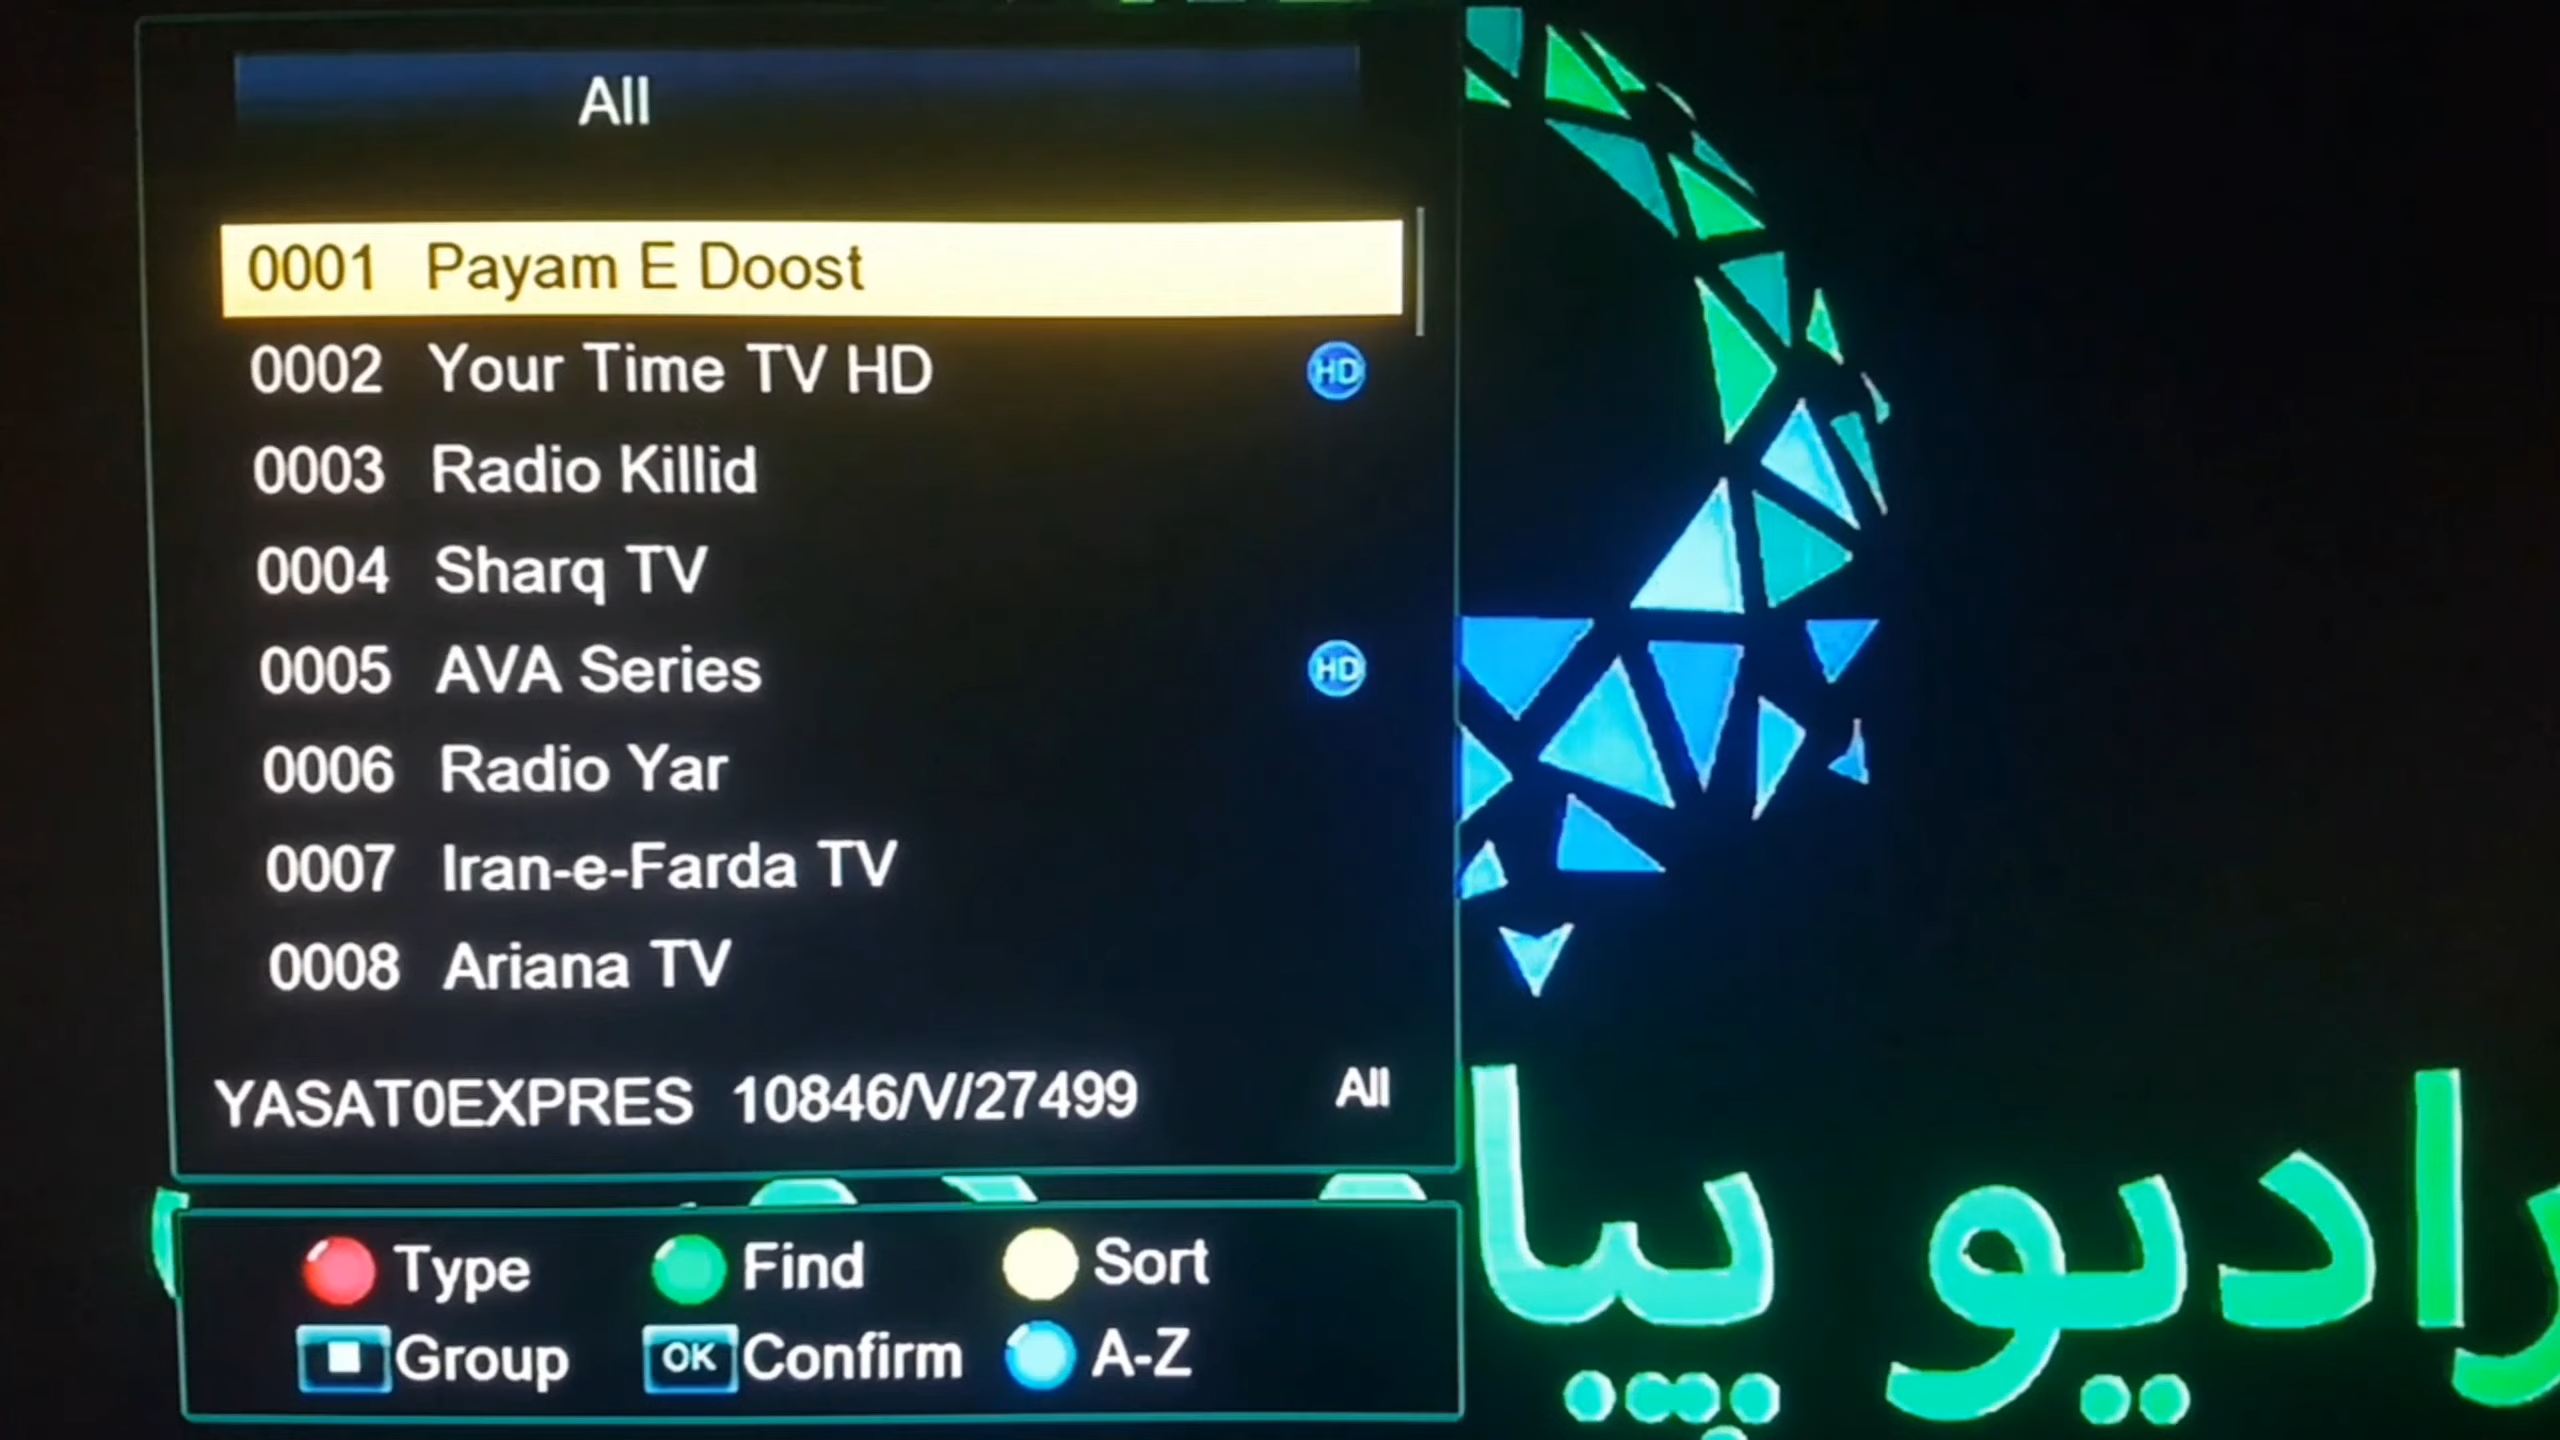 All
0001 Payam E Doost
0002 Your Time TV HD HD
0003 Radio Killid
0004 Sharq TV
0005 AVA Series HD
0006 Radio Yar
0007 Iran-e-Farda TV
0008 Ariana TV
YASAT0EXPRES 10846/V/27499 All
رادیو
Type Find Sort
Group OK Confirm A-Z